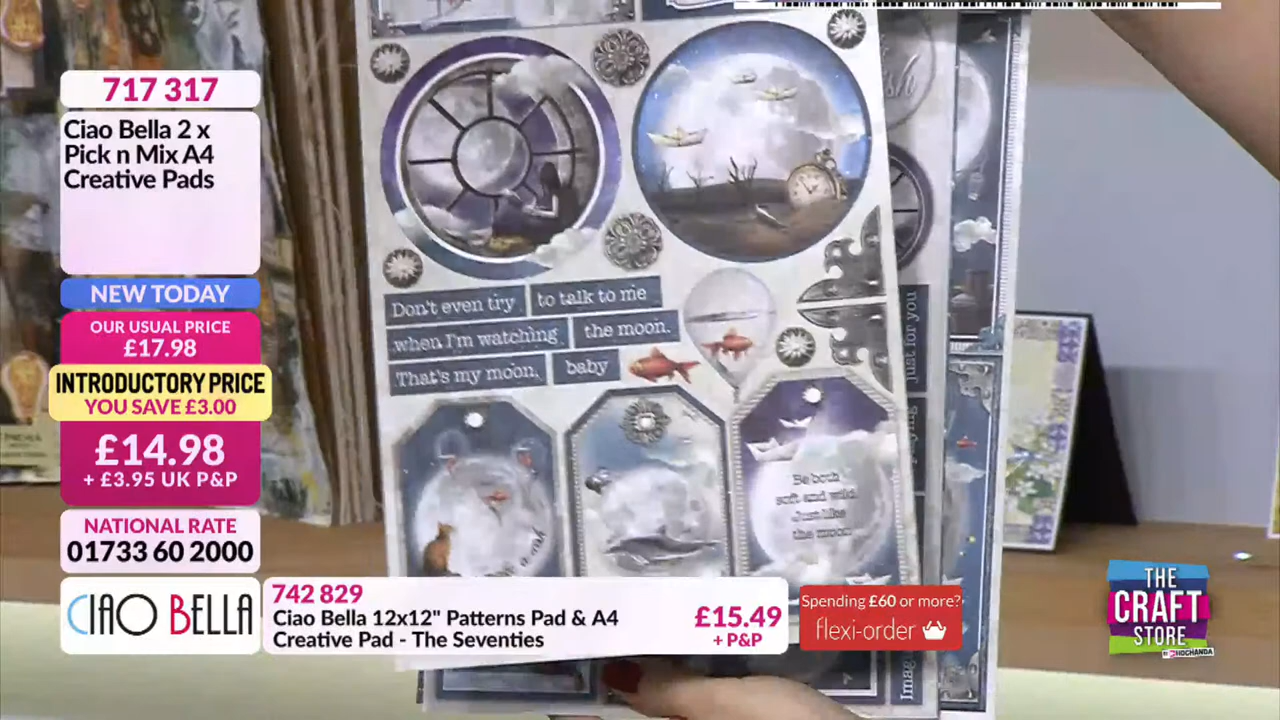 717 317
Ciao Bella 2 x
Pick n Mix A4
Creative Pads
NEW TODAY
OUR USUAL PRICE
£17.98
INTRODUCTORY PRICE
YOU SAVE £3.00
£14.98
+ £3.95 UK P&P
NATIONAL RATE
01733 60 2000
CIAO BELLA
742 829
Ciao Bella 12x12" Patterns Pad & A4
Creative Pad - The Seventies
£15.49
+ P&P
Spending £60 or more?
flexi-order
THE
CRAFT
STORE
BY HOCHANDA
Don't even try
to talk to me
when I'm watching
the moon.
That's my moon,
baby
Be both
soft and wild
Just like
the moon
just for you